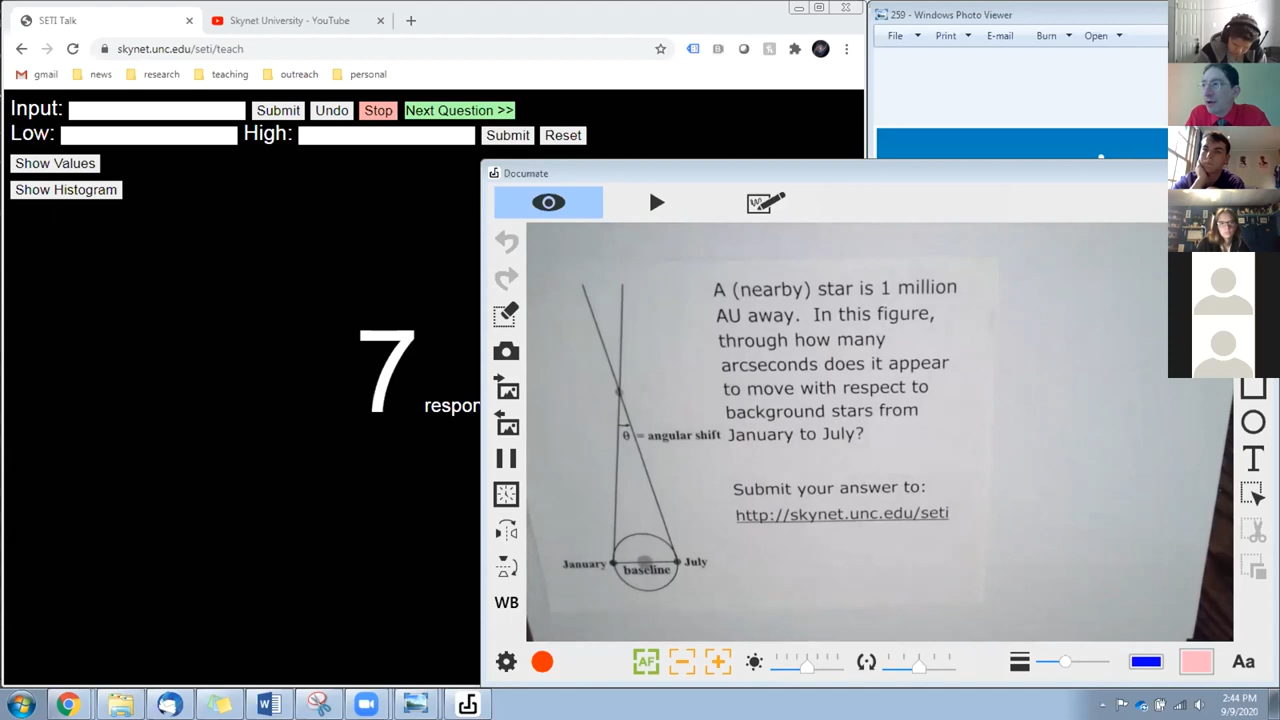 SETI Talk
Skynet University - YouTube
259 - Windows Photo Viewer
skynet.unc.edu/seti/teach
File Print E-mail Burn Open
gmail news research teaching outreach personal
Input: Submit Undo Stop Next Question >>
Low: High: Submit Reset
Show Values
Show Histogram
7 respon
Documate
A (nearby) star is 1 million
AU away. In this figure,
through how many
arcseconds does it appear
to move with respect to
background stars from
January to July?
θ = angular shift
Submit your answer to:
http://skynet.unc.edu/seti
January
July
baseline
WB
AF
T
Aa
2:44 PM
9/9/2020